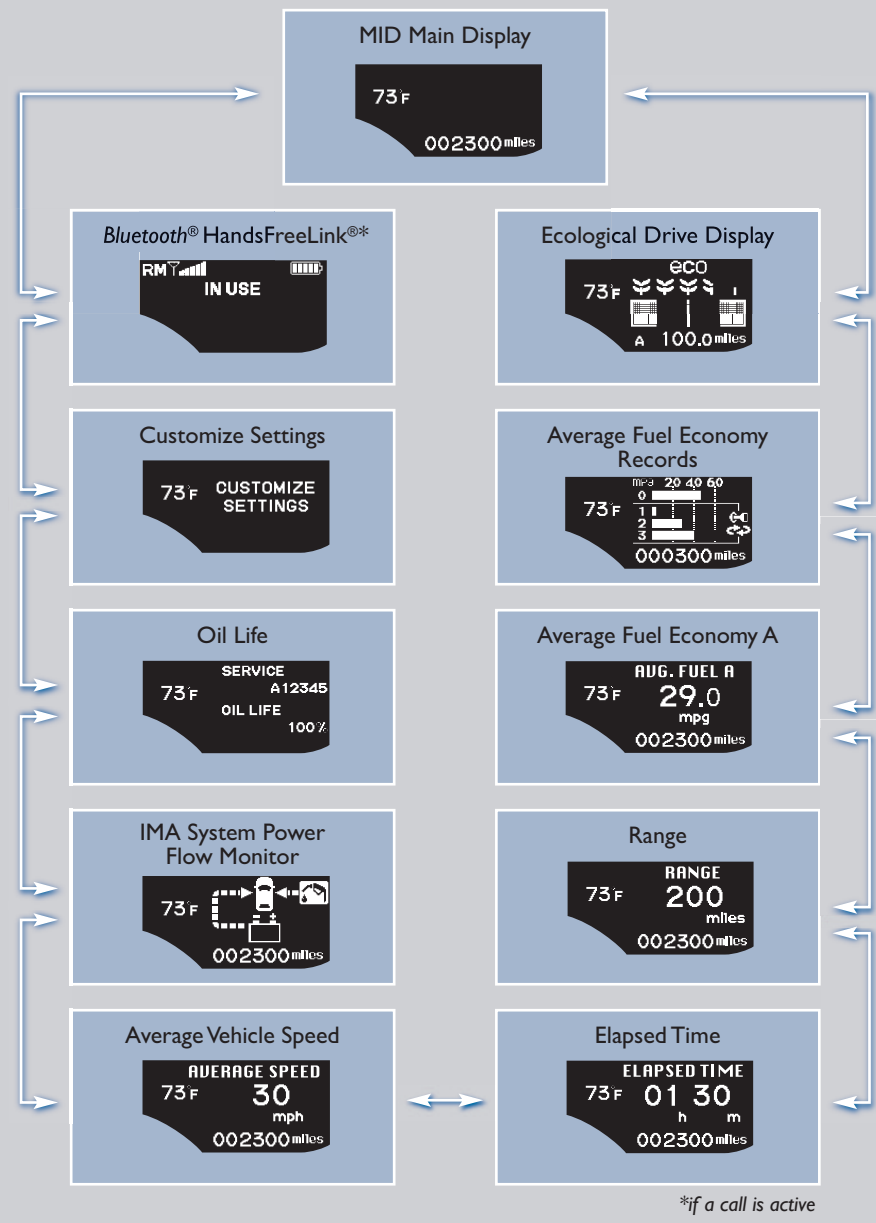 MID Main Display
73°F
002300 miles
Bluetooth® HandsFreeLink®*
RM
IN USE
Ecological Drive Display
eco
73°F
A 100.0 miles
Customize Settings
73°F
CUSTOMIZE
SETTINGS
Average Fuel Economy
Records
mpg 20 40 60
0
73°F
1
2
3
000300 miles
Oil Life
SERVICE
A12345
73°F
OIL LIFE
100%
Average Fuel Economy A
AVG. FUEL A
73°F
29.0
mpg
002300 miles
IMA System Power
Flow Monitor
73°F
- +
002300 miles
Range
RANGE
73°F
200
miles
002300 miles
Average Vehicle Speed
AVERAGE SPEED
73°F
30
mph
002300 miles
Elapsed Time
ELAPSED TIME
73°F
01 30
h m
002300 miles
*if a call is active